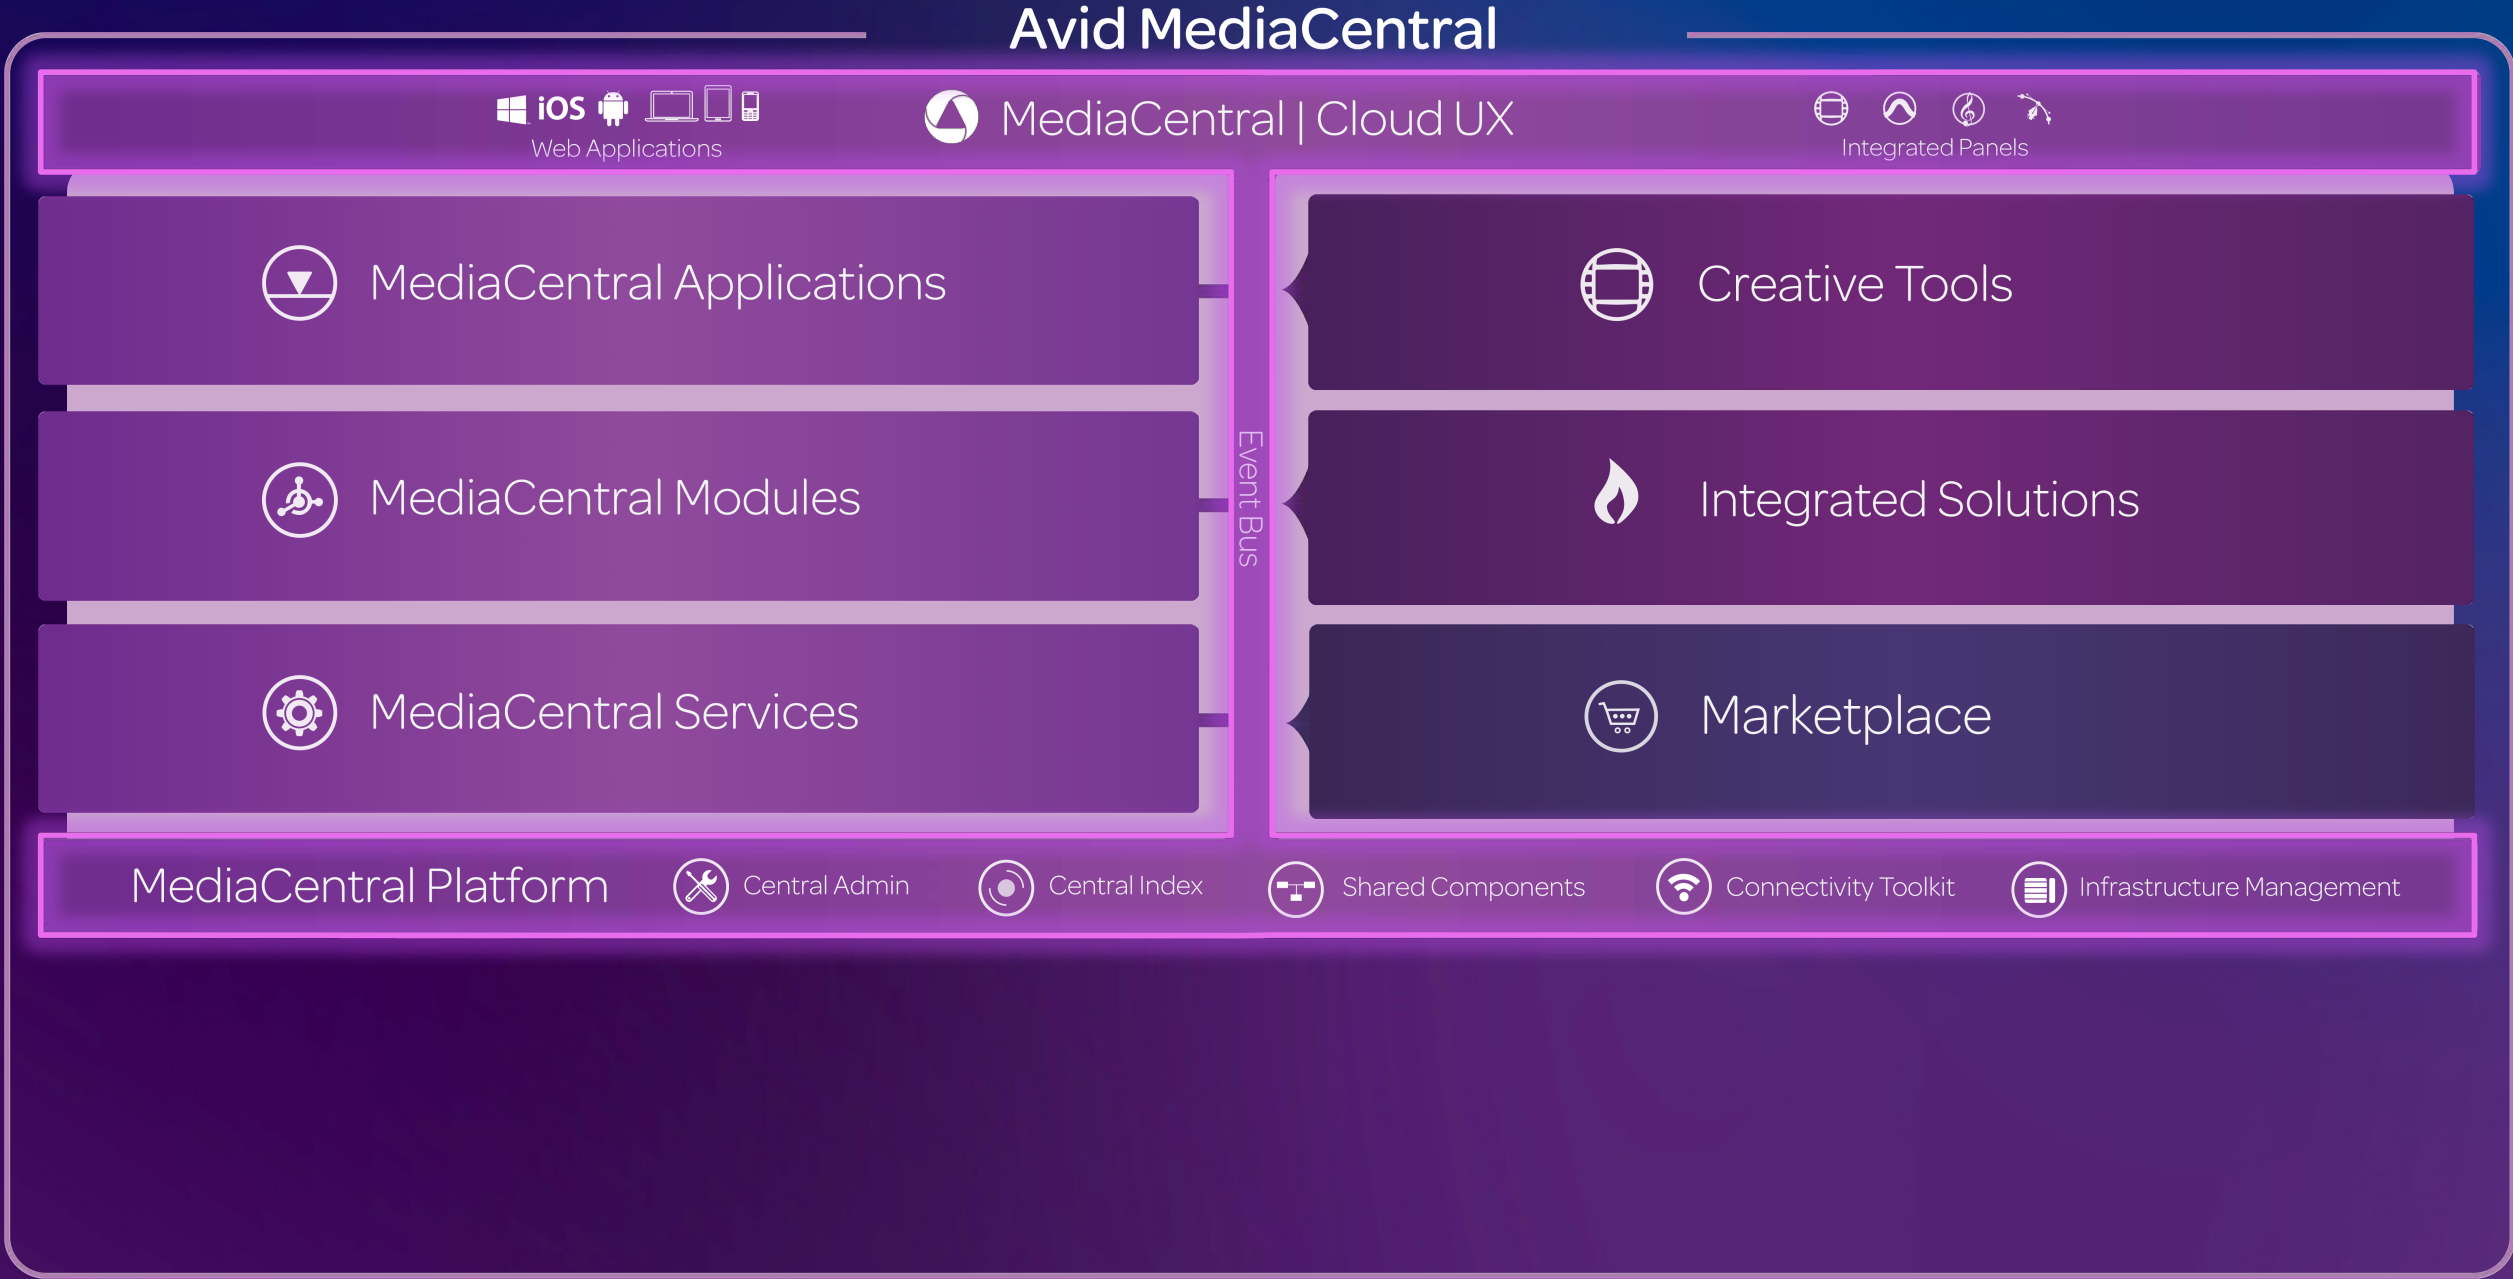 Avid MediaCentral
iOS
Web Applications
MediaCentral | Cloud UX
Integrated Panels
MediaCentral Applications
Creative Tools
MediaCentral Modules
Event Bus
Integrated Solutions
MediaCentral Services
Marketplace
MediaCentral Platform
Central Admin
Central Index
Shared Components
Connectivity Toolkit
Infrastructure Management